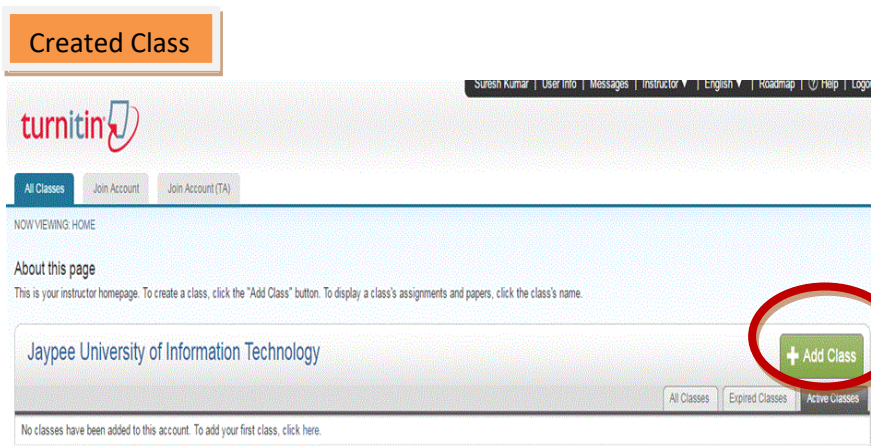 Created Class
Suresh Kumar | User Info | Messages | Instructor ▼ | English ▼ | Roadmap | ? Help | Logout
turnitin
All Classes Join Account Join Account (TA)
NOW VIEWING: HOME
About this page
This is your instructor homepage. To create a class, click the "Add Class" button. To display a class's assignments and papers, click the class's name.
Jaypee University of Information Technology
+ Add Class
All Classes Expired Classes Active Classes
No classes have been added to this account. To add your first class, click here.